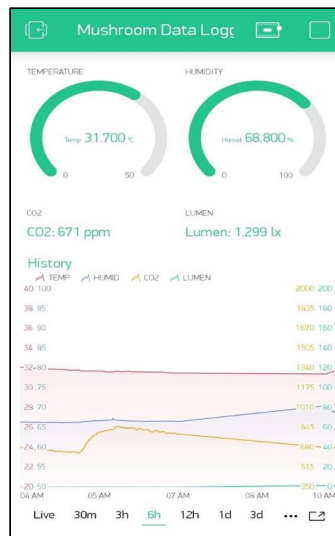 Mushroom Data Logg
TEMPERATURE HUMIDITY
Temp 31.700 °C Humid 68.800 %
0 50 0 100
CO2 LUMEN
CO2: 671 ppm Lumen: 1.299 lx
History
TEMP HUMID CO2 LUMEN
40 100 2000 200
38 95 1835 180
36 90 1670 160
34 85 1505 140
32 80 1340 120
30 75 1175 100
28 70 1010 80
26 65 845 60
24 60 680 40
22 55 515 20
20 50 350 0
04 AM 05 AM 07 AM 08 AM 10 AM
Live 30m 3h 6h 12h 1d 3d ...